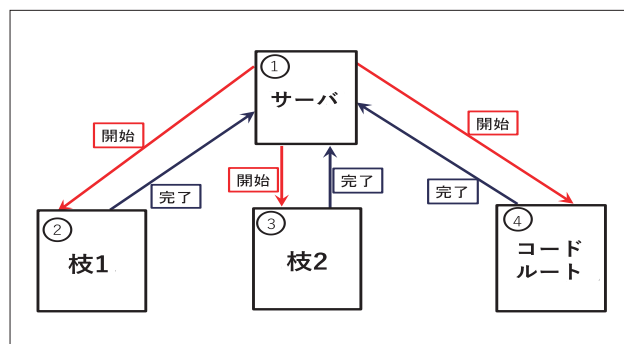 ①
サーバ
開始
完了
開始
完了
開始
完了
②
枝1
③
枝2
④
コード
ルート